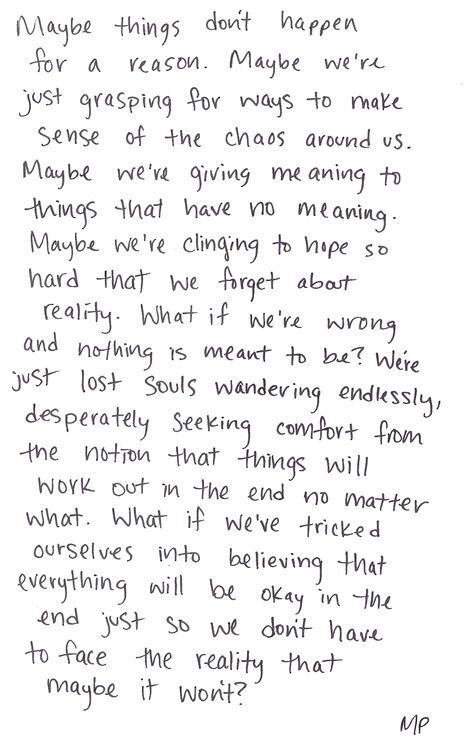 Maybe things don't happen
for a reason. Maybe we're
just grasping for ways to make
sense of the chaos around us.
Maybe we're giving meaning to
things that have no meaning.
Maybe we're clinging to hope so
hard that we forget about
reality. What if we're wrong
and nothing is meant to be? We're
just lost souls wandering endlessly,
desperately seeking comfort from
the notion that things will
work out in the end no matter
what. What if we've tricked
ourselves into believing that
everything will be okay in the
end just so we don't have
to face the reality that
maybe it won't?
MP